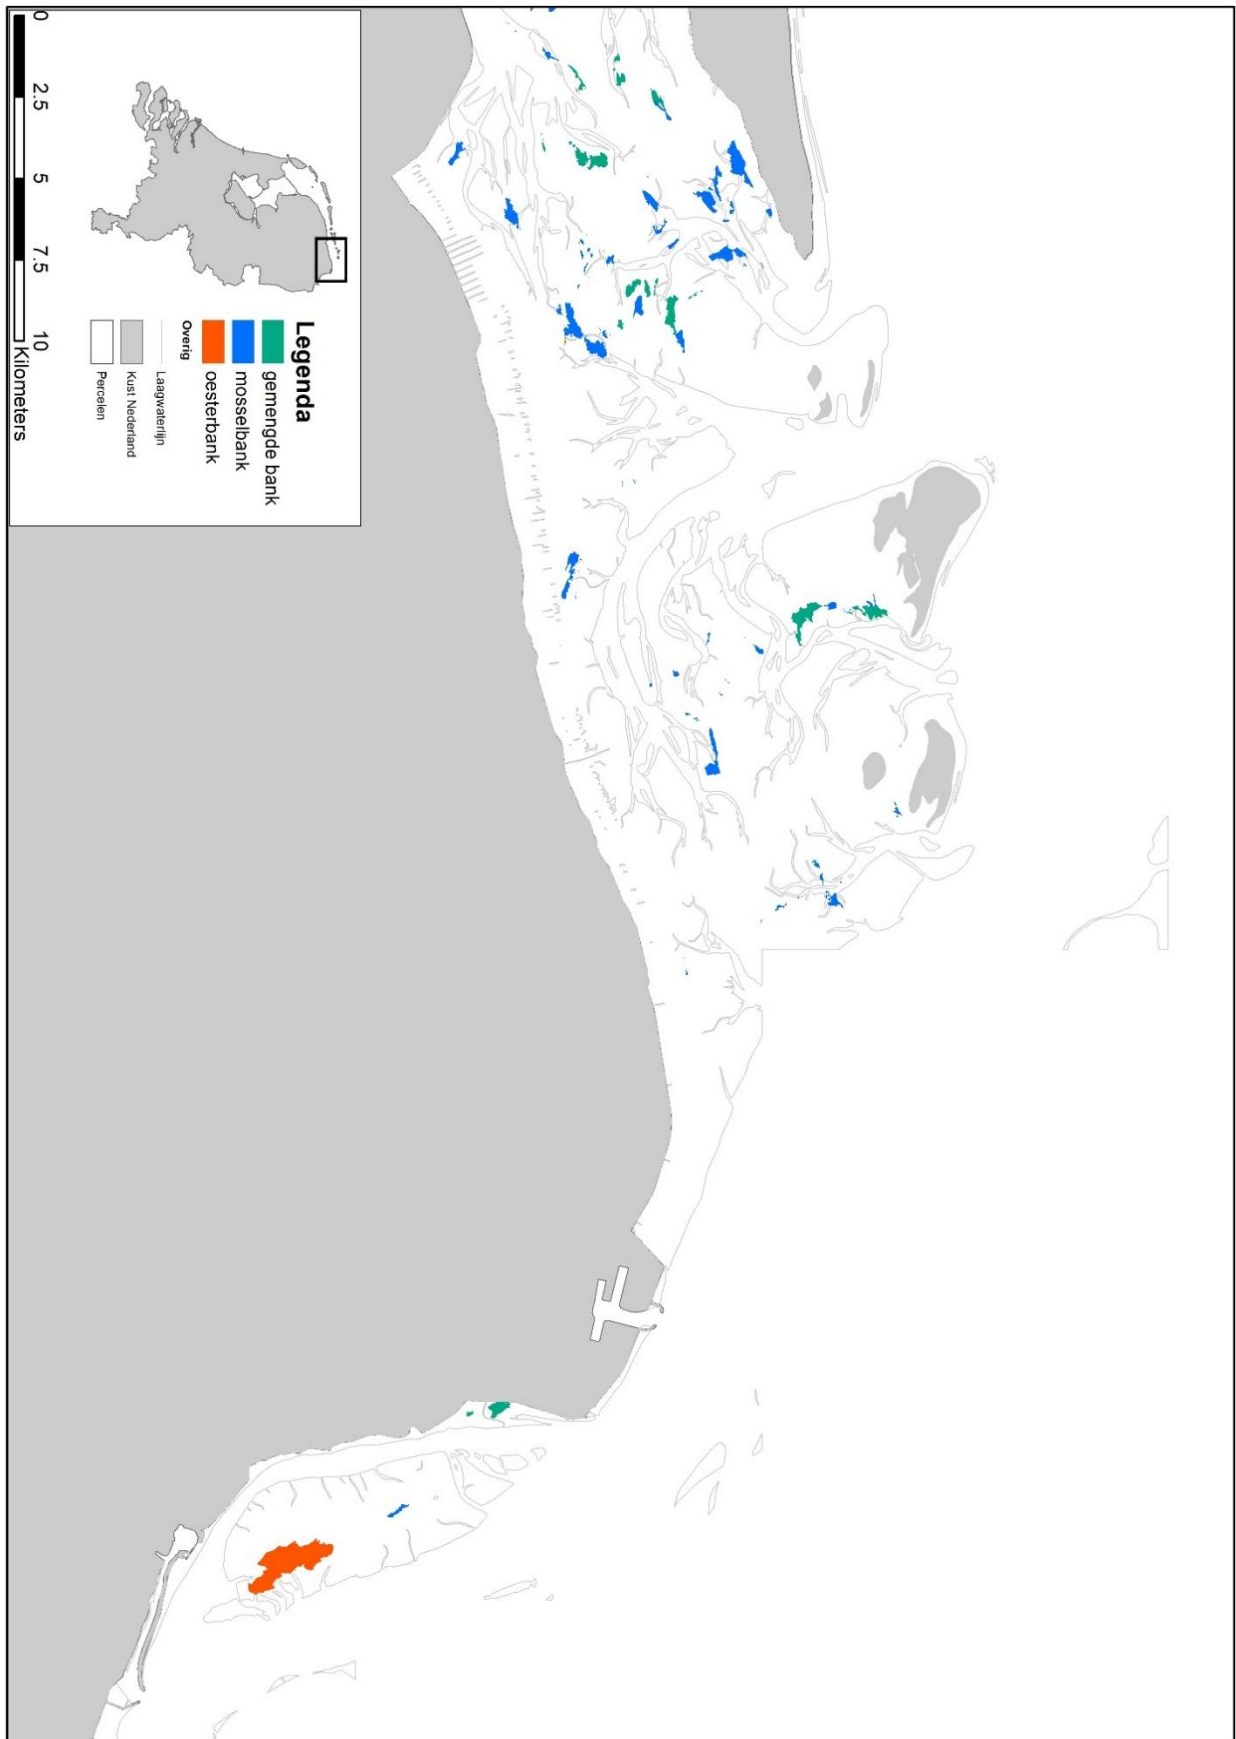 Legenda
gemengde bank
mosselbank
oesterbank
Overig
Laagwaterlijn
Kust Nederland
Percelen
0 2.5 5 7.5 10
Kilometers